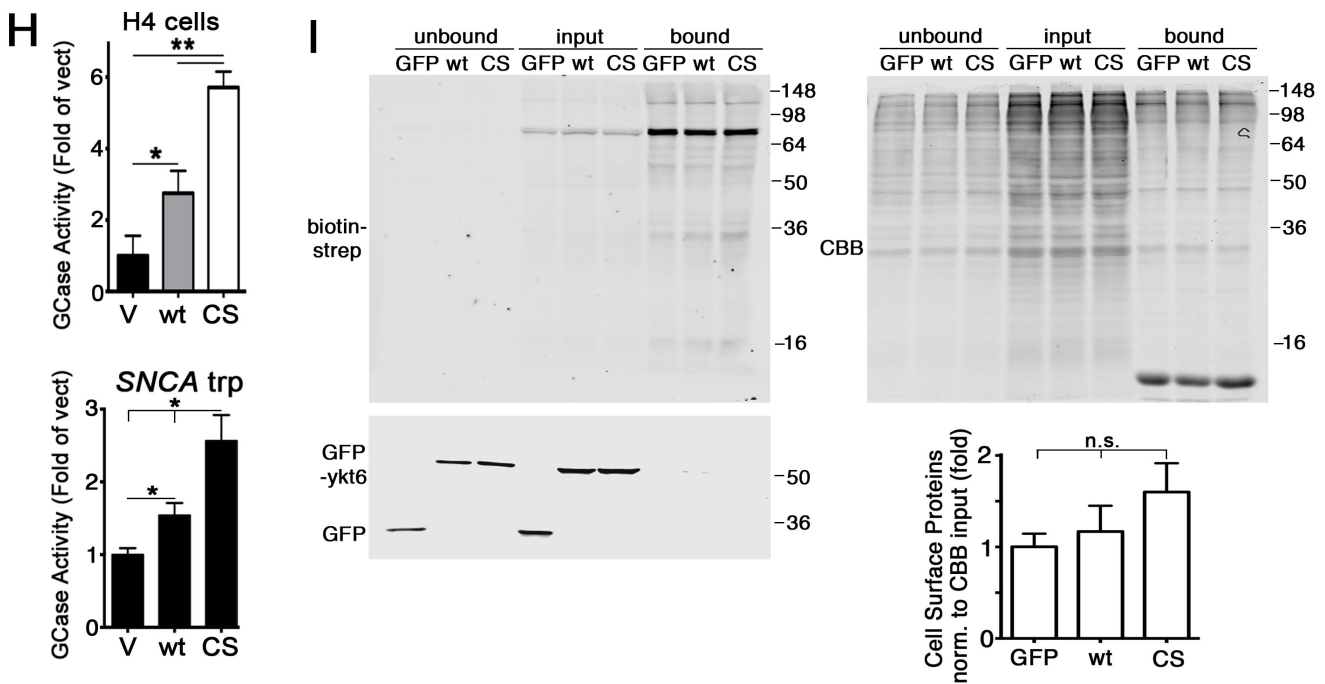 H
H4 cells
GCase Activity (Fold of vect)
6
4
2
0
**
*
V wt CS
SNCA trp
GCase Activity (Fold of vect)
3
2
1
0
*
*
V wt CS
I
unbound input bound
GFP wt CS GFP wt CS GFP wt CS
biotin-
strep
–148
–98
–64
–50
–36
–16
GFP
-ykt6
GFP
–50
–36
unbound input bound
GFP wt CS GFP wt CS GFP wt CS
CBB
–148
–98
–64
–50
–36
–16
Cell Surface Proteins
norm. to CBB input (fold)
2
1
0
n.s.
GFP wt CS